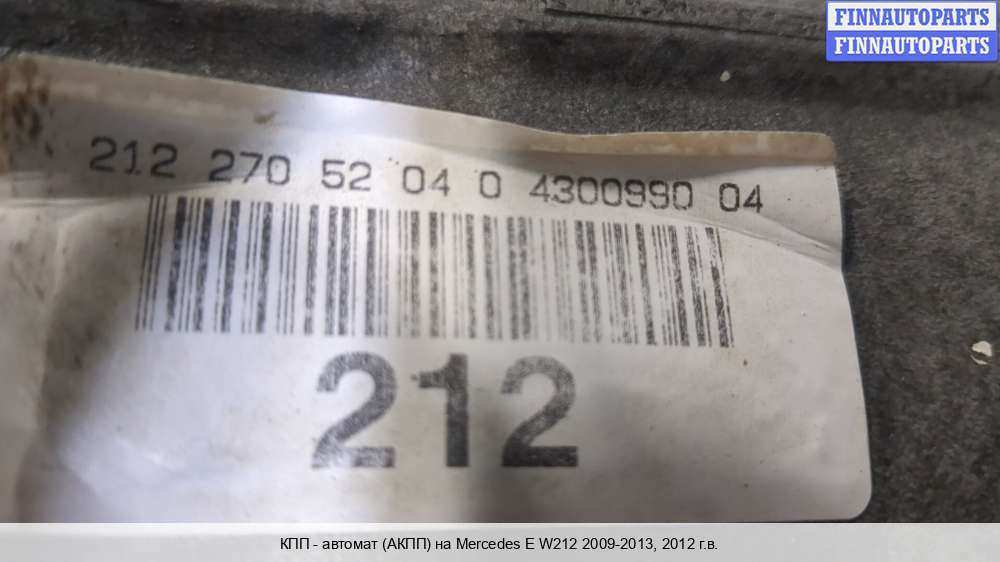 FINNAUTOPARTS
FINNAUTOPARTS
212 270 52 04 0 4300990 04
212
КПП - автомат (АКПП) на Mercedes E W212 2009-2013, 2012 г.в.